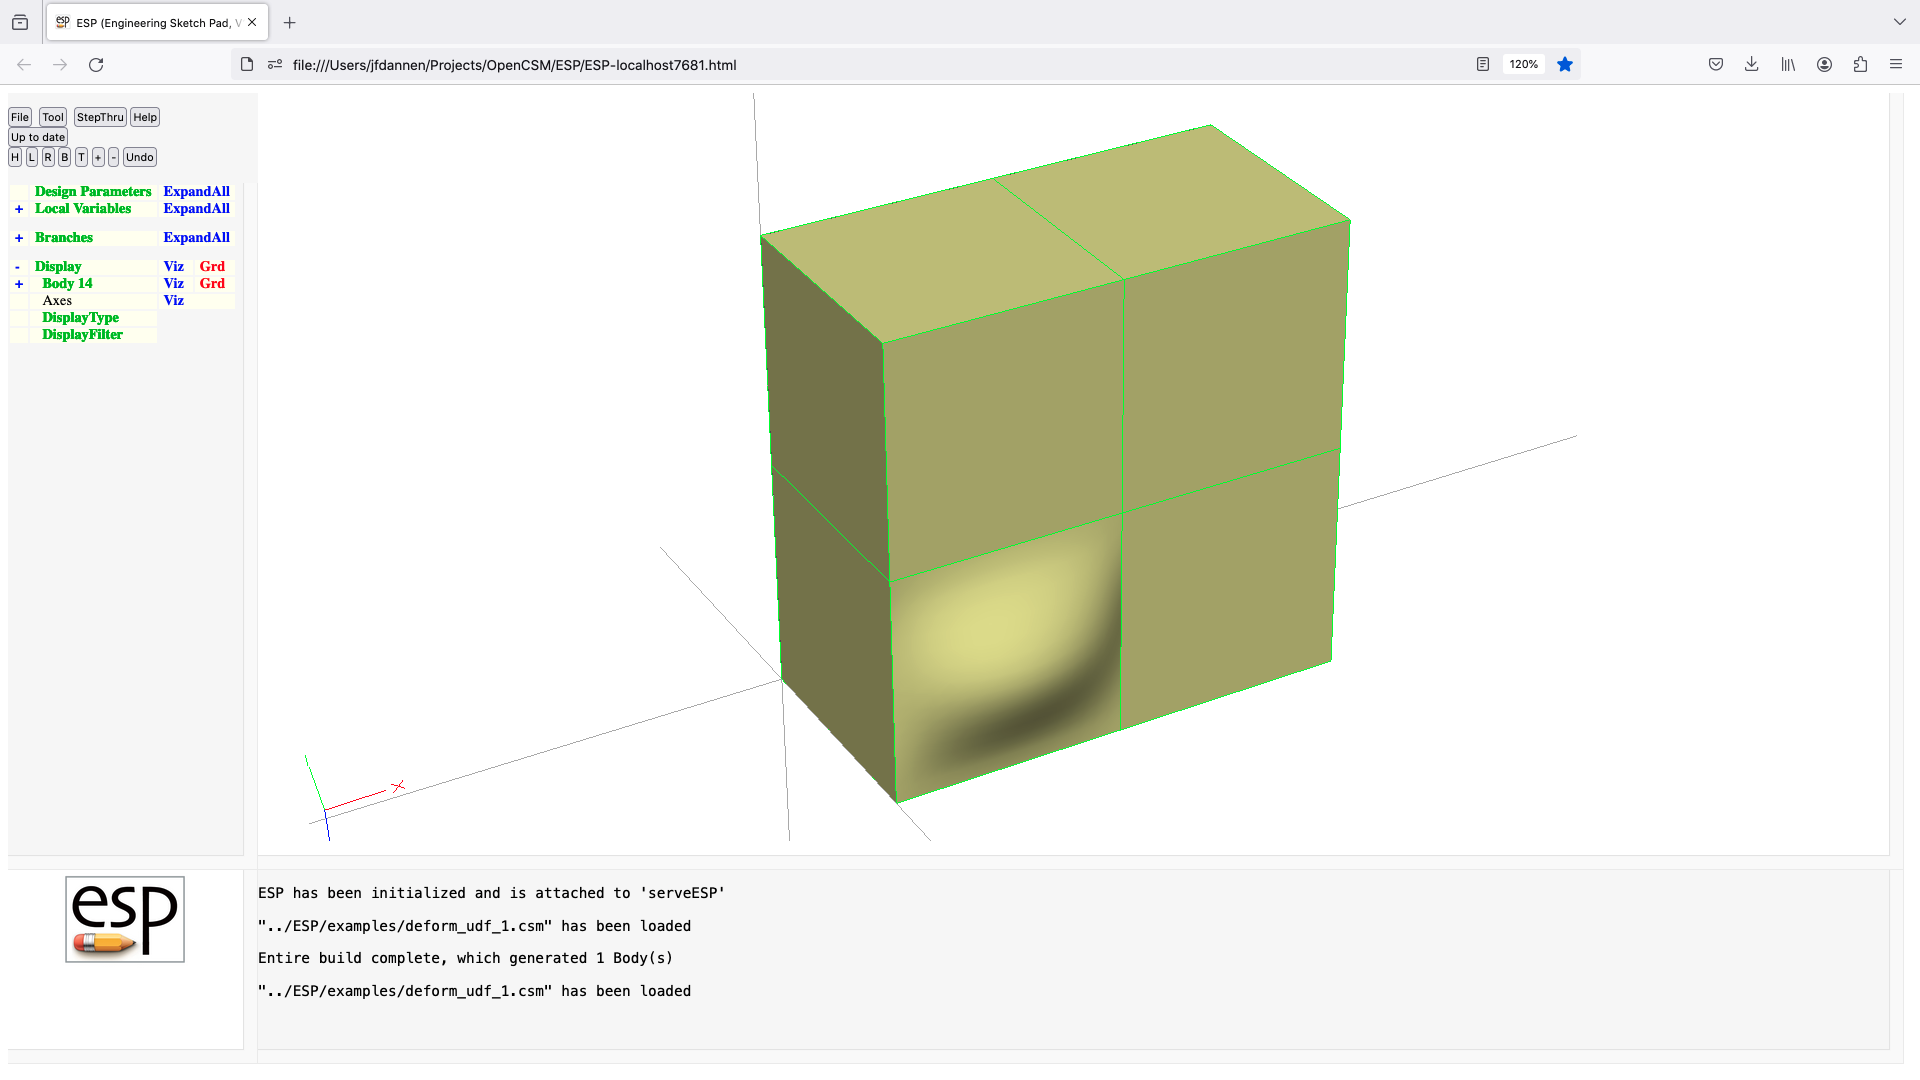 ESP (Engineering Sketch Pad, V
file:///Users/jfdannen/Projects/OpenCSM/ESP/ESP-localhost7681.html
120%
File Tool StepThru Help
Up to date
H L R B T + - Undo
Design Parameters ExpandAll
+ Local Variables ExpandAll
+ Branches ExpandAll
- Display Viz Grd
+ Body 14 Viz Grd
Axes Viz
DisplayType
DisplayFilter
X
esp
ESP has been initialized and is attached to 'serveESP'
"../ESP/examples/deform_udf_1.csm" has been loaded
Entire build complete, which generated 1 Body(s)
"../ESP/examples/deform_udf_1.csm" has been loaded